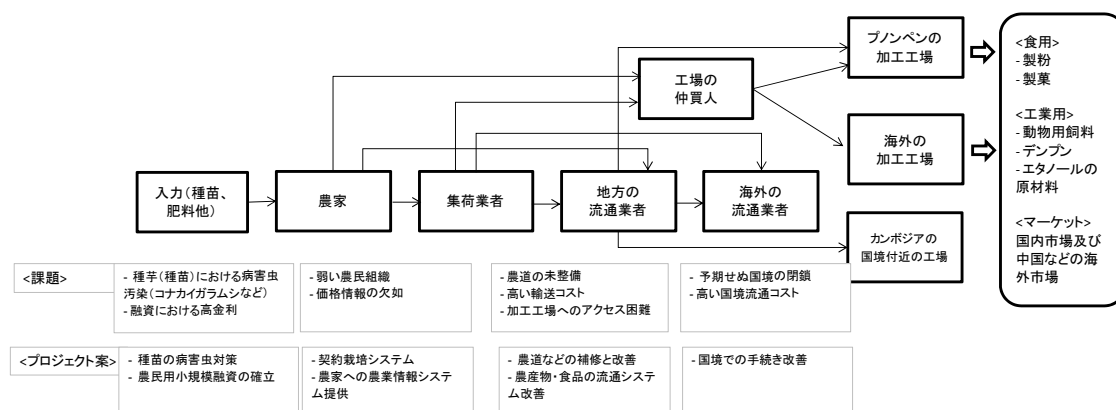 プノンペンの
加工工場
工場の
仲買人
海外の
加工工場
入力(種苗、
肥料他)
農家
集荷業者
地方の
流通業者
海外の
流通業者
カンボジアの
国境付近の工場
<食用>
- 製粉
- 製菓
<工業用>
- 動物用飼料
- デンプン
- エタノールの
原材料
<マーケット>
国内市場及び
中国などの海
外市場
<課題>
- 種芋(種苗)における病害虫
汚染(コナカイガラムシなど)
- 融資における高金利
- 弱い農民組織
- 価格情報の欠如
- 農道の未整備
- 高い輸送コスト
- 加工工場へのアクセス困難
- 予期せぬ国境の閉鎖
- 高い国境流通コスト
<プロジェクト案>
- 種苗の病害虫対策
- 農民用小規模融資の確立
- 契約栽培システム
- 農家への農業情報システ
ム提供
- 農道などの補修と改善
- 農産物・食品の流通システ
ム改善
- 国境での手続き改善